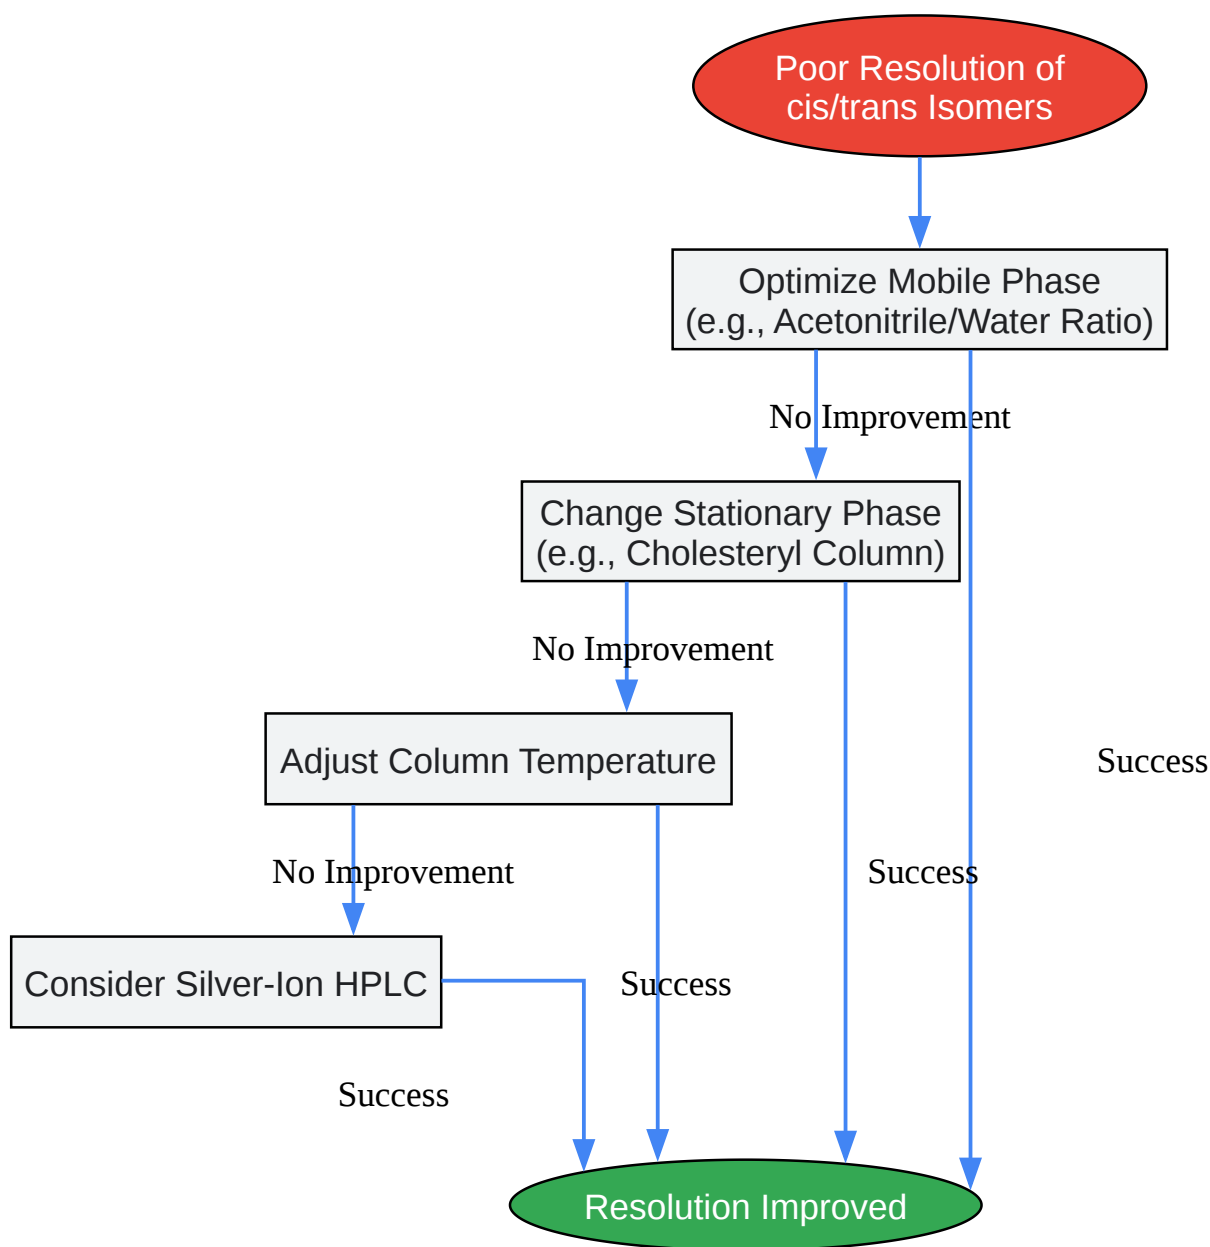 Poor Resolution of
cis/trans Isomers
Optimize Mobile Phase
(e.g., Acetonitrile/Water Ratio)
No Improvement
Change Stationary Phase
(e.g., Cholesteryl Column)
No Improvement
Adjust Column Temperature
Success
No Improvement
Success
Consider Silver-Ion HPLC
Success
Success
Resolution Improved